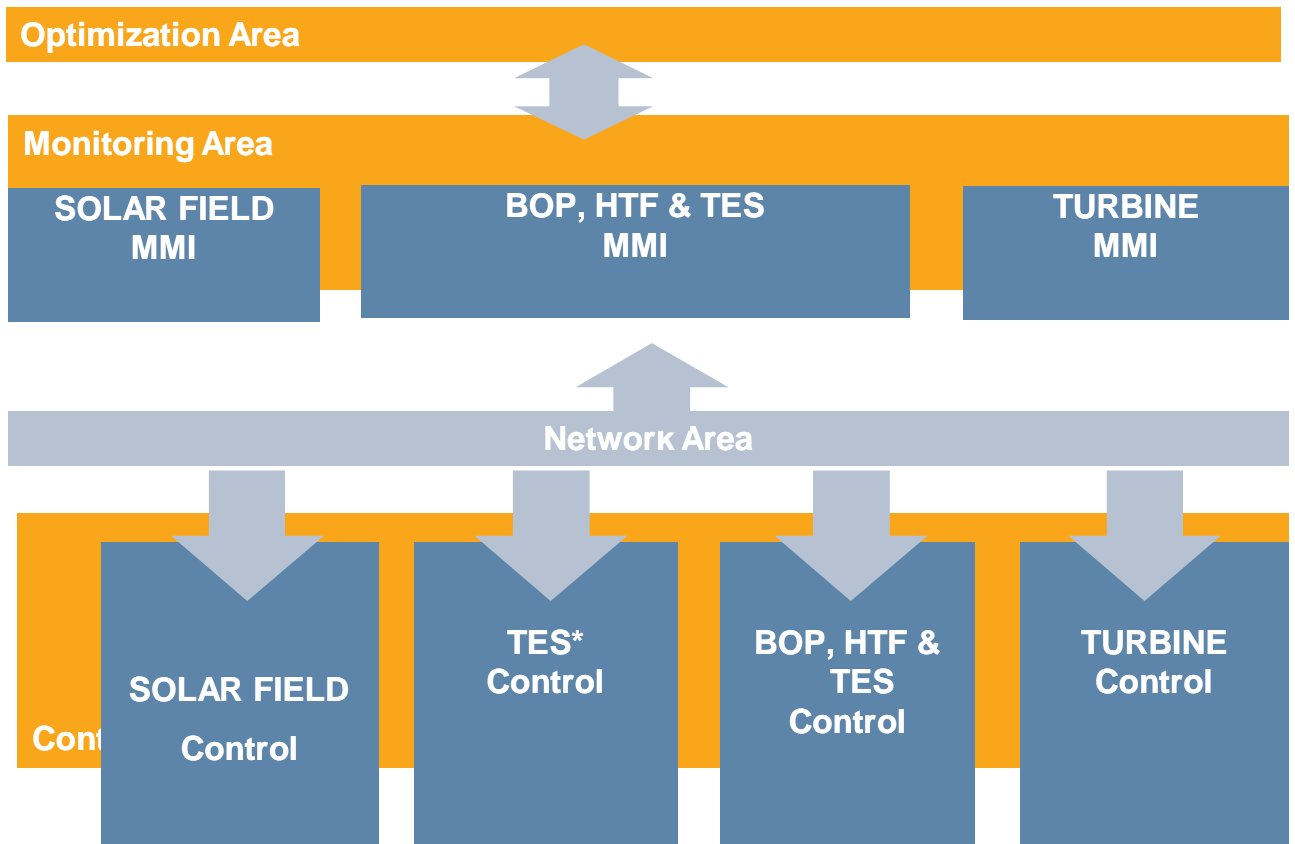 Optimization Area
Monitoring Area
SOLAR FIELD
MMI
BOP, HTF & TES
MMI
TURBINE
MMI
Network Area
SOLAR FIELD
Control
TES*
Control
BOP, HTF &
TES
Control
TURBINE
Control